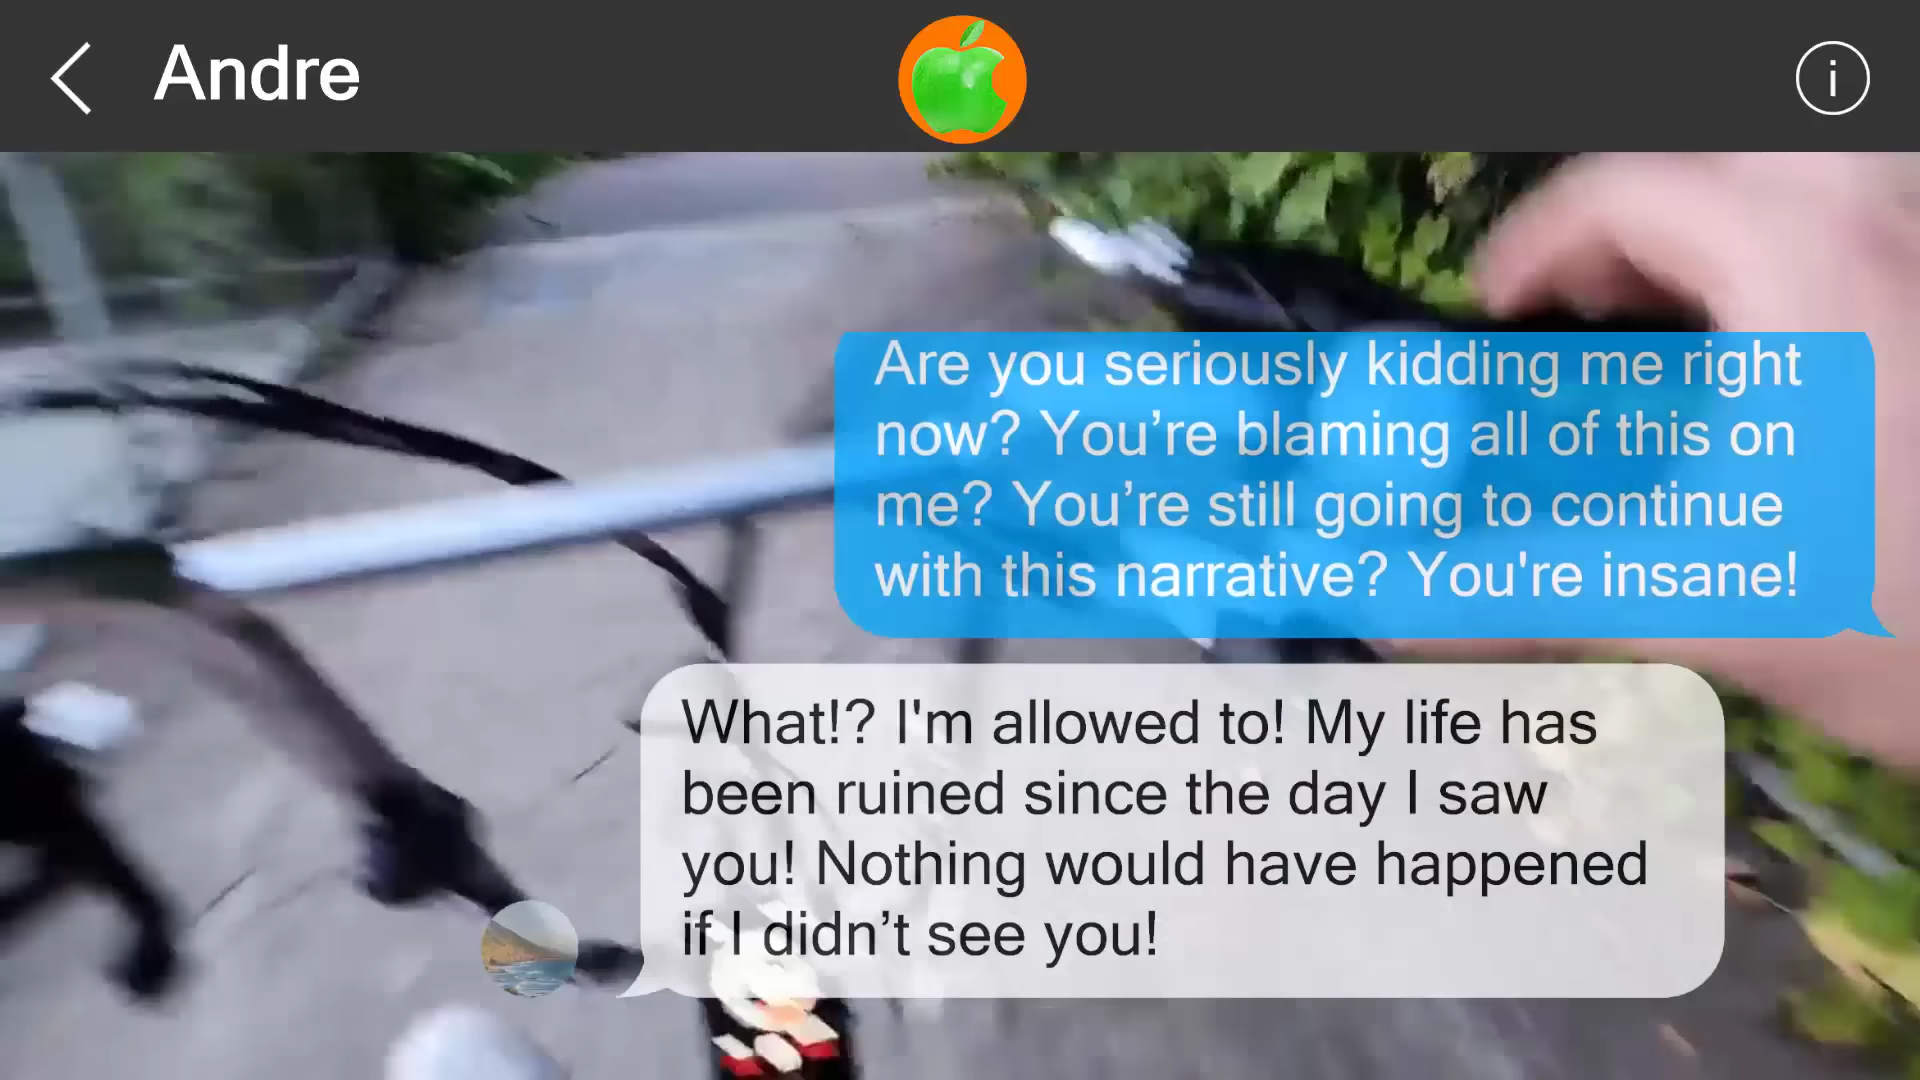 Andre
i
Are you seriously kidding me right
now? You’re blaming all of this on
me? You’re still going to continue
with this narrative? You're insane!
What!? I'm allowed to! My life has
been ruined since the day I saw
you! Nothing would have happened
if I didn’t see you!